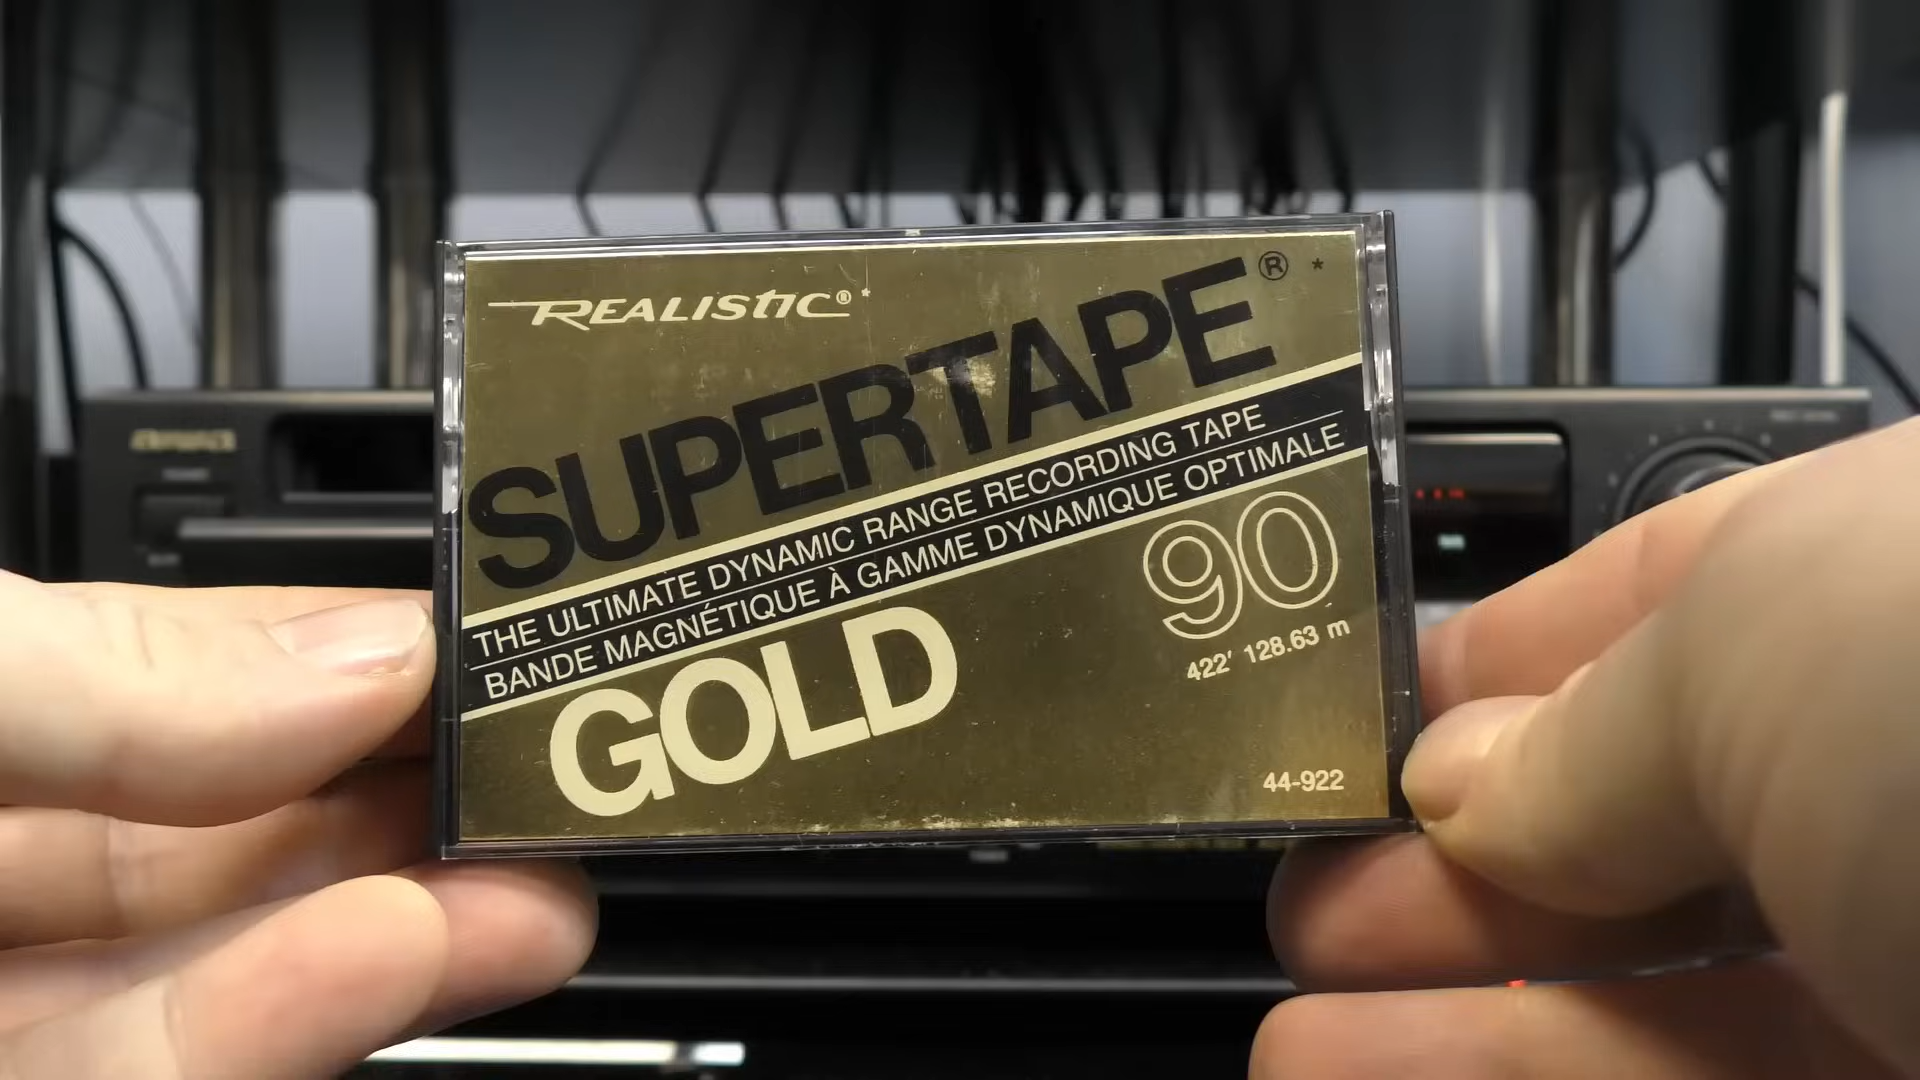 REALISTIC®*
SUPERTAPE® *
THE ULTIMATE DYNAMIC RANGE RECORDING TAPE
BANDE MAGNÉTIQUE À GAMME DYNAMIQUE OPTIMALE
GOLD
90
422' 128.63 m
44-922
aiwa